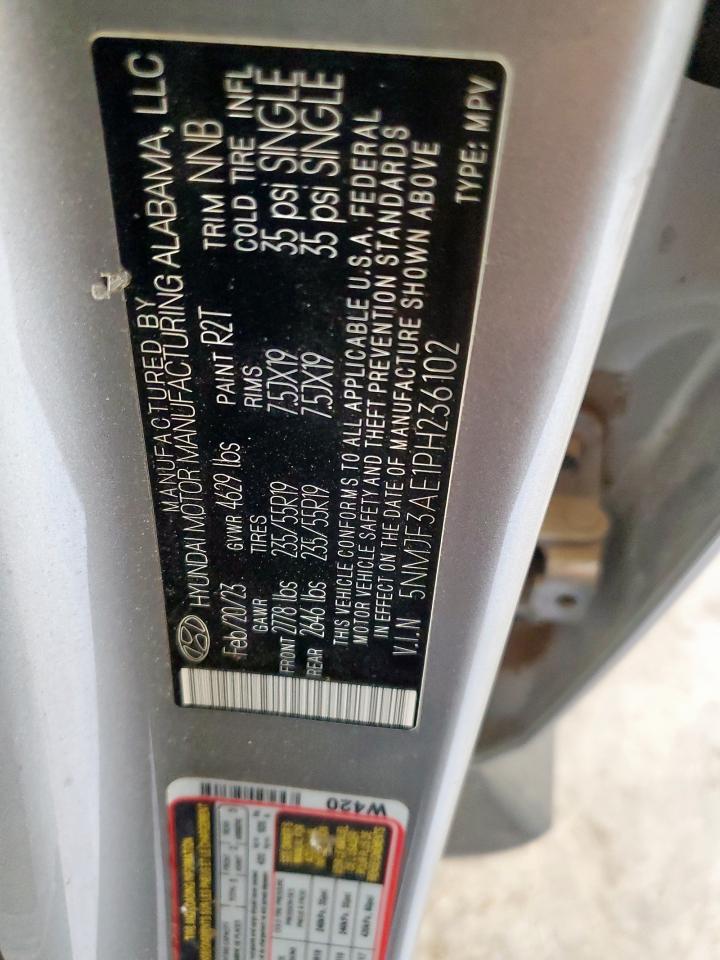 MANUFACTURED BY
HYUNDAI MOTOR MANUFACTURING ALABAMA, LLC
Feb/20/23 GVWR 4629 lbs PAINT R2T TRIM NNB
GAWR TIRES RIMS COLD TIRE INFL
FRONT 2778 lbs 235/55R19 7.5JX19 35 psi SINGLE
REAR 2646 lbs 235/55R19 7.5JX19 35 psi SINGLE
THIS VEHICLE CONFORMS TO ALL APPLICABLE U.S.A. FEDERAL
MOTOR VEHICLE SAFETY AND THEFT PREVENTION STANDARDS
IN EFFECT ON THE DATE OF MANUFACTURE SHOWN ABOVE
V.I.N 5NMJF3AE1PH236102 TYPE: MPV
W420